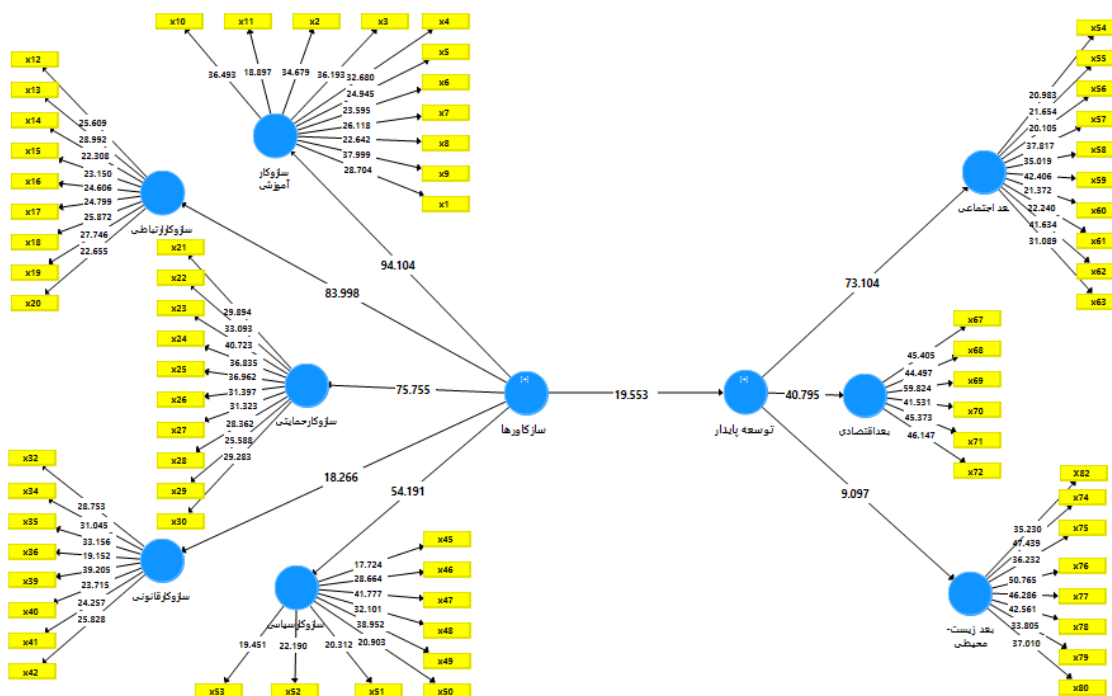 x10
x11
x2
x3
x4
x5
x6
x7
x8
x9
x1
36.493
18.897
34.679
36.193
32.680
24.945
23.595
26.118
22.642
37.999
28.704
سازوکار
آموزشی
x12
x13
x14
x15
x16
x17
x18
x19
x20
25.609
28.992
22.308
23.150
24.606
24.799
25.872
27.746
22.655
سازوکارارتباطی
x21
x22
x23
x24
x25
x26
x27
x28
x29
x30
29.894
33.093
40.723
36.835
36.962
31.397
31.323
28.362
25.588
29.283
سازوکارحمایتی
x32
x34
x35
x36
x39
x40
x41
x42
28.753
31.045
33.156
19.152
39.205
23.715
24.257
25.828
سازوکارقانونی
x45
x46
x47
x48
x49
x50
x51
x52
x53
17.724
28.664
41.777
32.101
38.952
20.903
20.312
22.190
19.451
سازوکارسیاسی
94.104
83.998
75.755
18.266
54.191
[+]
سازکاورها
19.553
[+]
توسعه پایدار
73.104
40.795
9.097
x54
x55
x56
x57
x58
x59
x60
x61
x62
x63
20.983
21.654
20.105
37.817
35.019
42.406
21.372
22.240
41.634
31.089
بعد اجتماعی
x67
x68
x69
x70
x71
x72
45.405
44.497
59.824
41.531
45.373
46.147
بعداقتصادی
X82
x74
x75
x76
x77
x78
x79
x80
35.230
47.439
36.232
50.765
46.286
42.561
33.805
37.010
بعد زیست-
محیطی